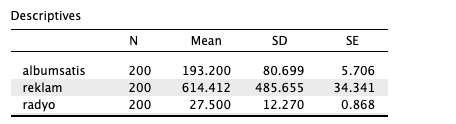 Descriptives
N Mean SD SE
albumsatis 200 193.200 80.699 5.706
reklam 200 614.412 485.655 34.341
radyo 200 27.500 12.270 0.868